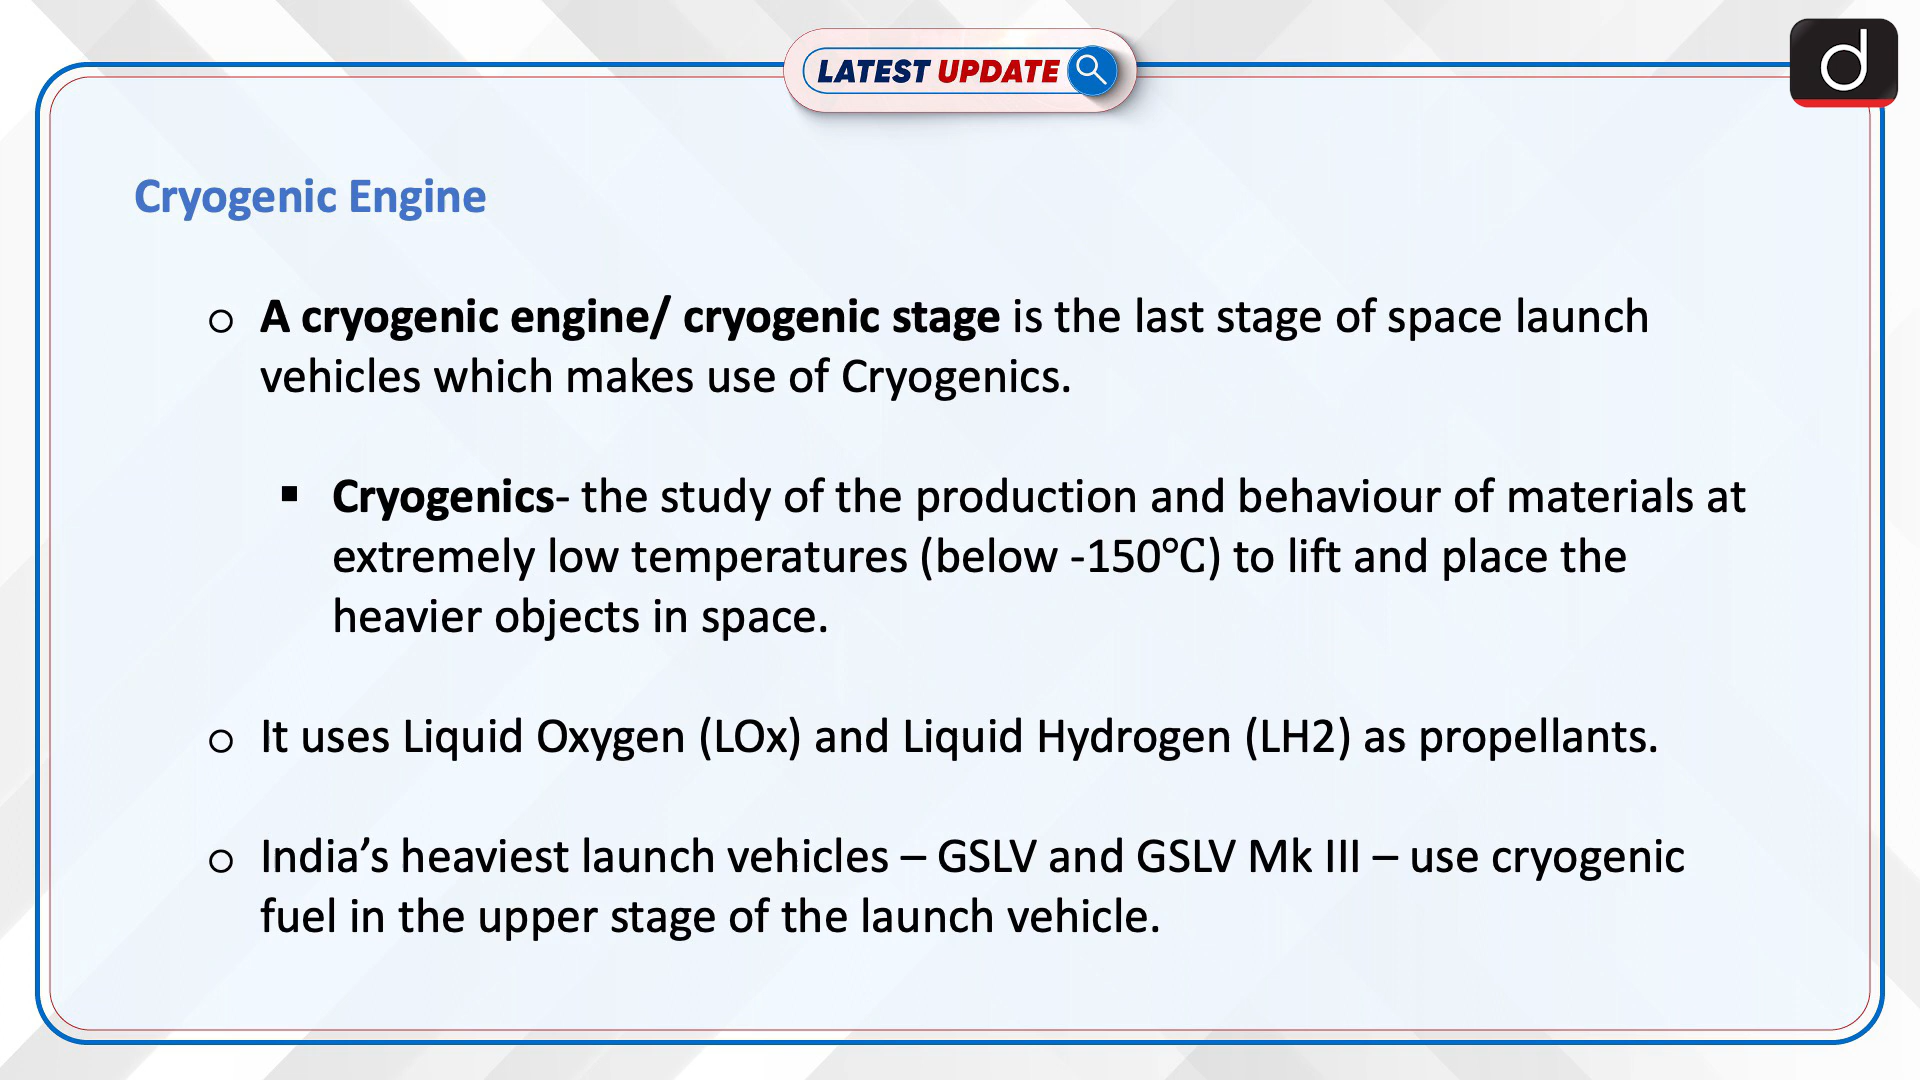 LATEST UPDATE
d
Cryogenic Engine
○ A cryogenic engine/ cryogenic stage is the last stage of space launch
vehicles which makes use of Cryogenics.
▪ Cryogenics- the study of the production and behaviour of materials at
extremely low temperatures (below -150℃) to lift and place the
heavier objects in space.
○ It uses Liquid Oxygen (LOx) and Liquid Hydrogen (LH2) as propellants.
○ India’s heaviest launch vehicles – GSLV and GSLV Mk III – use cryogenic
fuel in the upper stage of the launch vehicle.